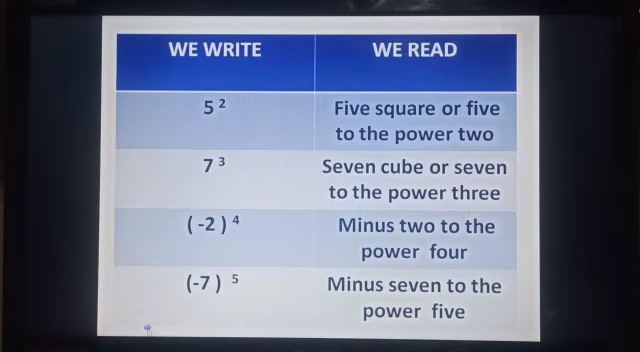 WE WRITE WE READ
5 2 Five square or five
to the power two
7 3 Seven cube or seven
to the power three
( -2 ) 4 Minus two to the
power four
(-7 ) 5 Minus seven to the
power five